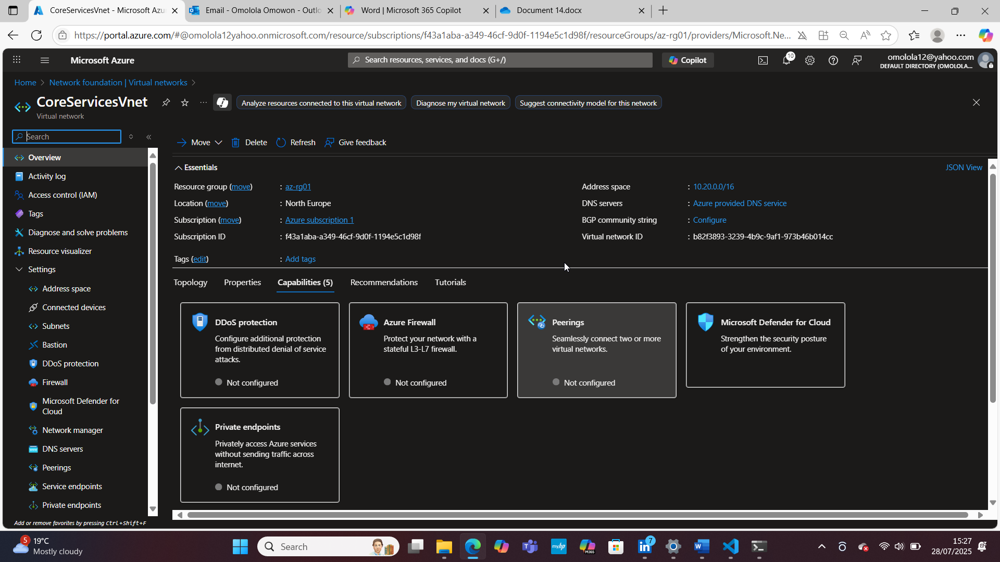 CoreServicesVnet - Microsoft Azu
Email - Omolola Omowon - Outlo
Word | Microsoft 365 Copilot
Document 14.docx
https://portal.azure.com/#@omolola12yahoo.onmicrosoft.com/resource/subscriptions/f43a1aba-a349-46cf-9d0f-1194e5c1d98f/resourceGroups/az-rg01/providers/Microsoft.Ne...
Microsoft Azure
Search resources, services, and docs (G+/)
Copilot
10
omolola12@yahoo.com
DEFAULT DIRECTORY (OMOLOLA...
Home > Network foundation | Virtual networks >
CoreServicesVnet
Virtual network
Analyze resources connected to this virtual network
Diagnose my virtual network
Suggest connectivity model for this network
Search
Move
Delete
Refresh
Give feedback
Overview
Activity log
Access control (IAM)
Tags
Diagnose and solve problems
Resource visualizer
Settings
Address space
Connected devices
Subnets
Bastion
DDoS protection
Firewall
Microsoft Defender for
Cloud
Network manager
DNS servers
Peerings
Service endpoints
Private endpoints
Add or remove favorites by pressing Ctrl+Shift+F
Essentials
JSON View
Resource group (move) : az-rg01
Location (move) : North Europe
Subscription (move) : Azure subscription 1
Subscription ID : f43a1aba-a349-46cf-9d0f-1194e5c1d98f
Address space : 10.20.0.0/16
DNS servers : Azure provided DNS service
BGP community string : Configure
Virtual network ID : b82f3893-3239-4b9c-9af1-973b46b014cc
Tags (edit) : Add tags
Topology
Properties
Capabilities (5)
Recommendations
Tutorials
DDoS protection
Configure additional protection
from distributed denial of service
attacks.
Not configured
Azure Firewall
Protect your network with a
stateful L3-L7 firewall.
Not configured
Peerings
Seamlessly connect two or more
virtual networks.
Not configured
Microsoft Defender for Cloud
Strengthen the security posture
of your environment.
Private endpoints
Privately access Azure services
without sending traffic across
internet.
Not configured
5
19°C
Mostly cloudy
Search
myhp
M365
7
15:27
28/07/2025